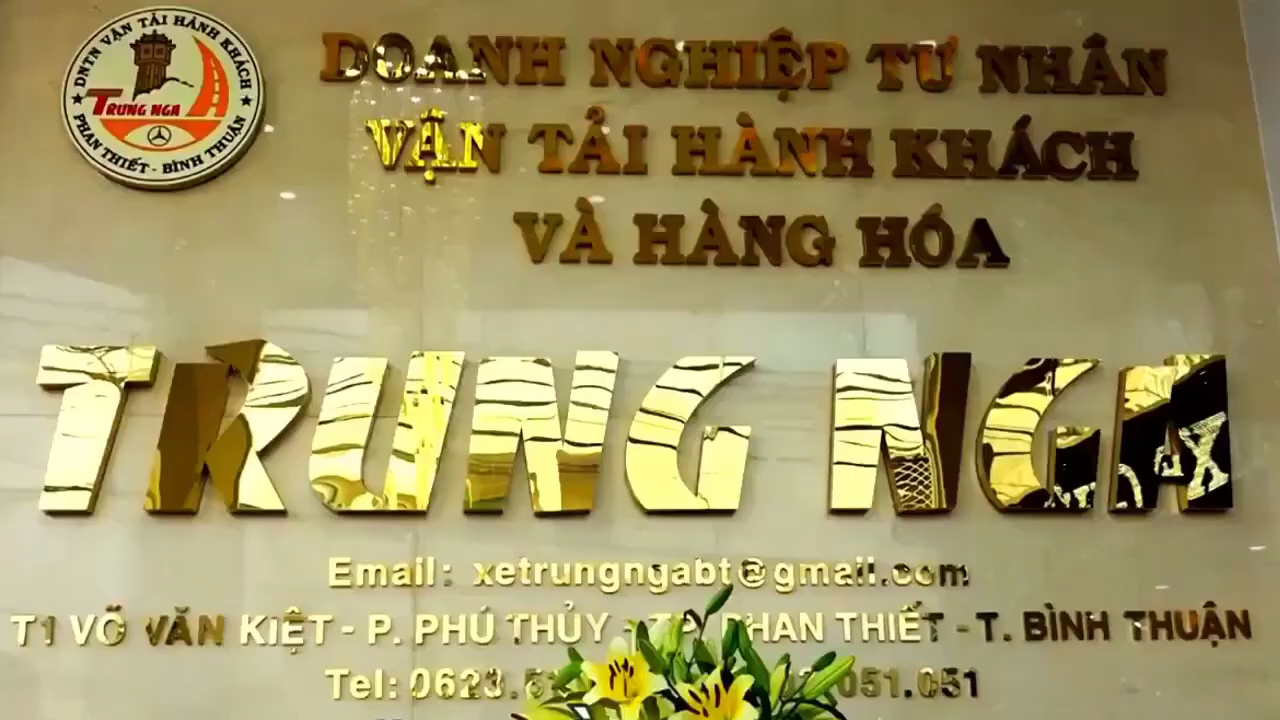 DNTN VẬN TẢI HÀNH KHÁCH
TRUNG NGA
PHAN THIẾT - BÌNH THUẬN
DOANH NGHIỆP TƯ NHÂN
VẬN TẢI HÀNH KHÁCH
VÀ HÀNG HÓA
TRUNG NGA
Email: xetrungngabt@gmail.com
T1 VÕ VĂN KIỆT - P. PHÚ THỦY - TP. PHAN THIẾT - T. BÌNH THUẬN
Tel: 051.051